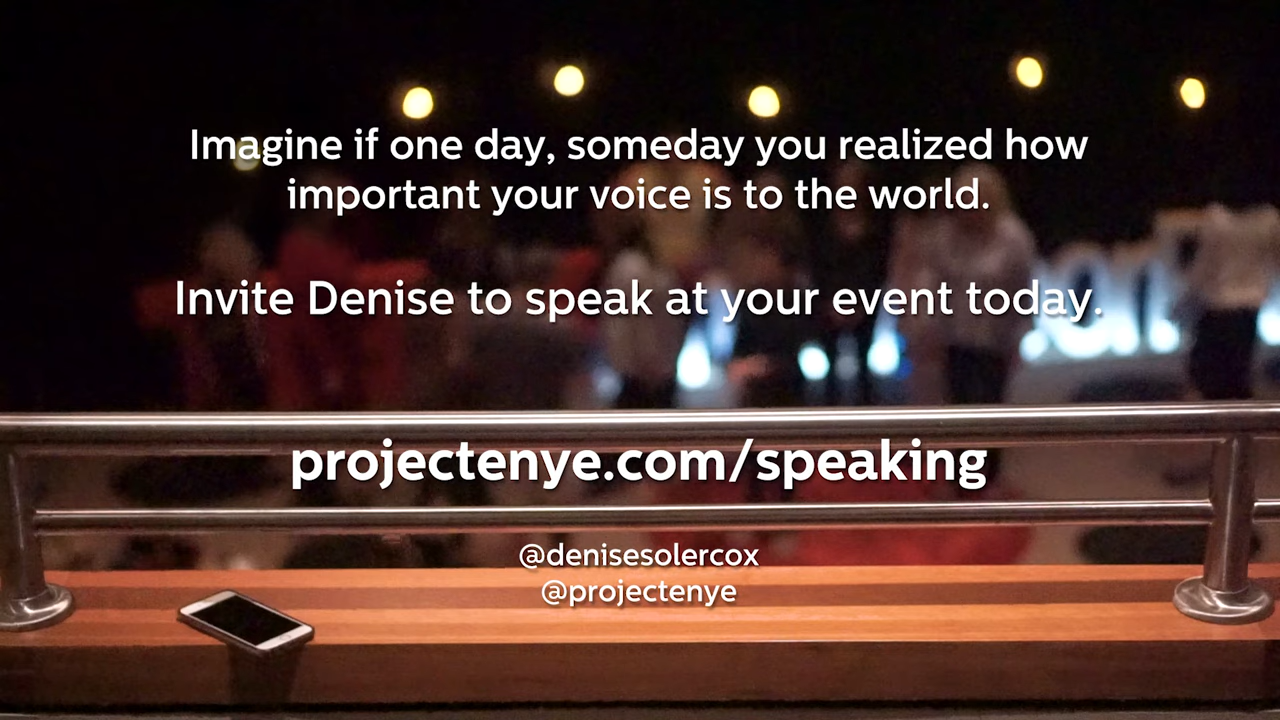 Imagine if one day, someday you realized how
important your voice is to the world.
Invite Denise to speak at your event today.
projectenye.com/speaking
@denisesolercox
@projectenye